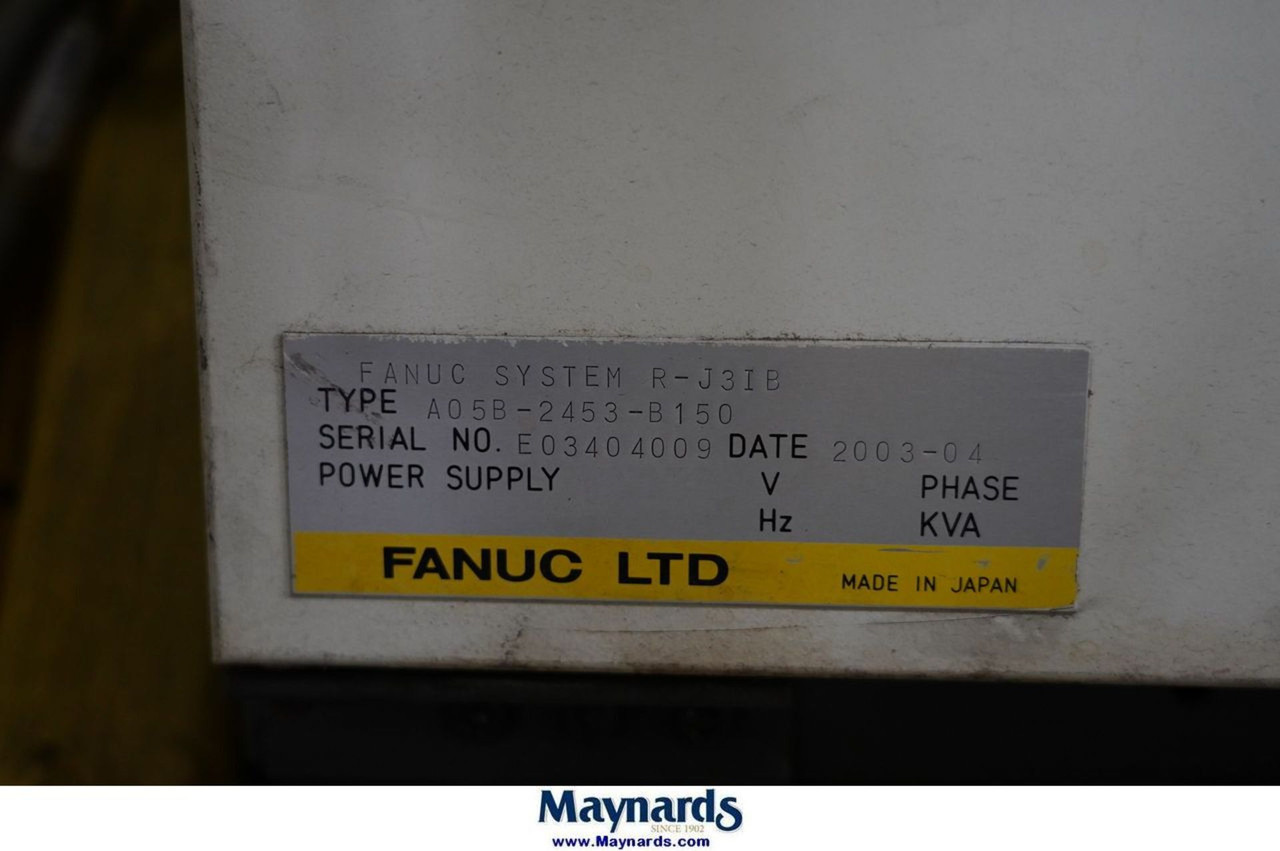 FANUC SYSTEM R-J3IB
TYPE A05B-2453-B150
SERIAL NO. E03404009 DATE 2003-04
POWER SUPPLY V PHASE
Hz KVA
FANUC LTD MADE IN JAPAN
Maynards
SINCE 1902
www.Maynards.com